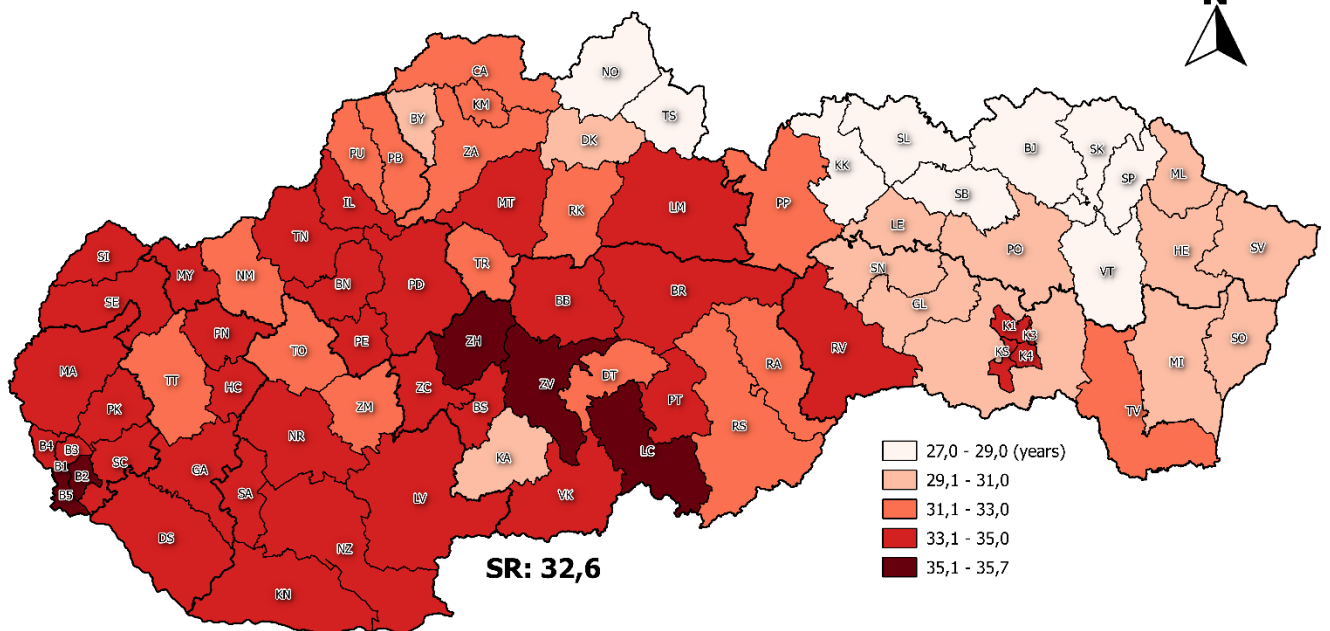 N
NO
CA
KM
TS
BY
DK
PU
PB
ZA
KK
SL
BJ
SK
SP
ML
SB
IL
MT
RK
LM
PP
LE
PO
HE
SV
VT
TN
SI
MY
NM
BN
PD
TR
SN
GL
SE
BB
BR
PN
PE
ZH
K1
K3
KS
K4
SO
MI
RV
MA
TT
TO
HC
ZC
ZV
DT
RA
PK
ZM
BS
PT
TV
RS
B4
B3
NR
B1
SC
B2
GA
KA
LC
B5
SA
LV
VK
DS
NZ
KN
SR: 32,6
27,0 - 29,0 (years)
29,1 - 31,0
31,1 - 33,0
33,1 - 35,0
35,1 - 35,7